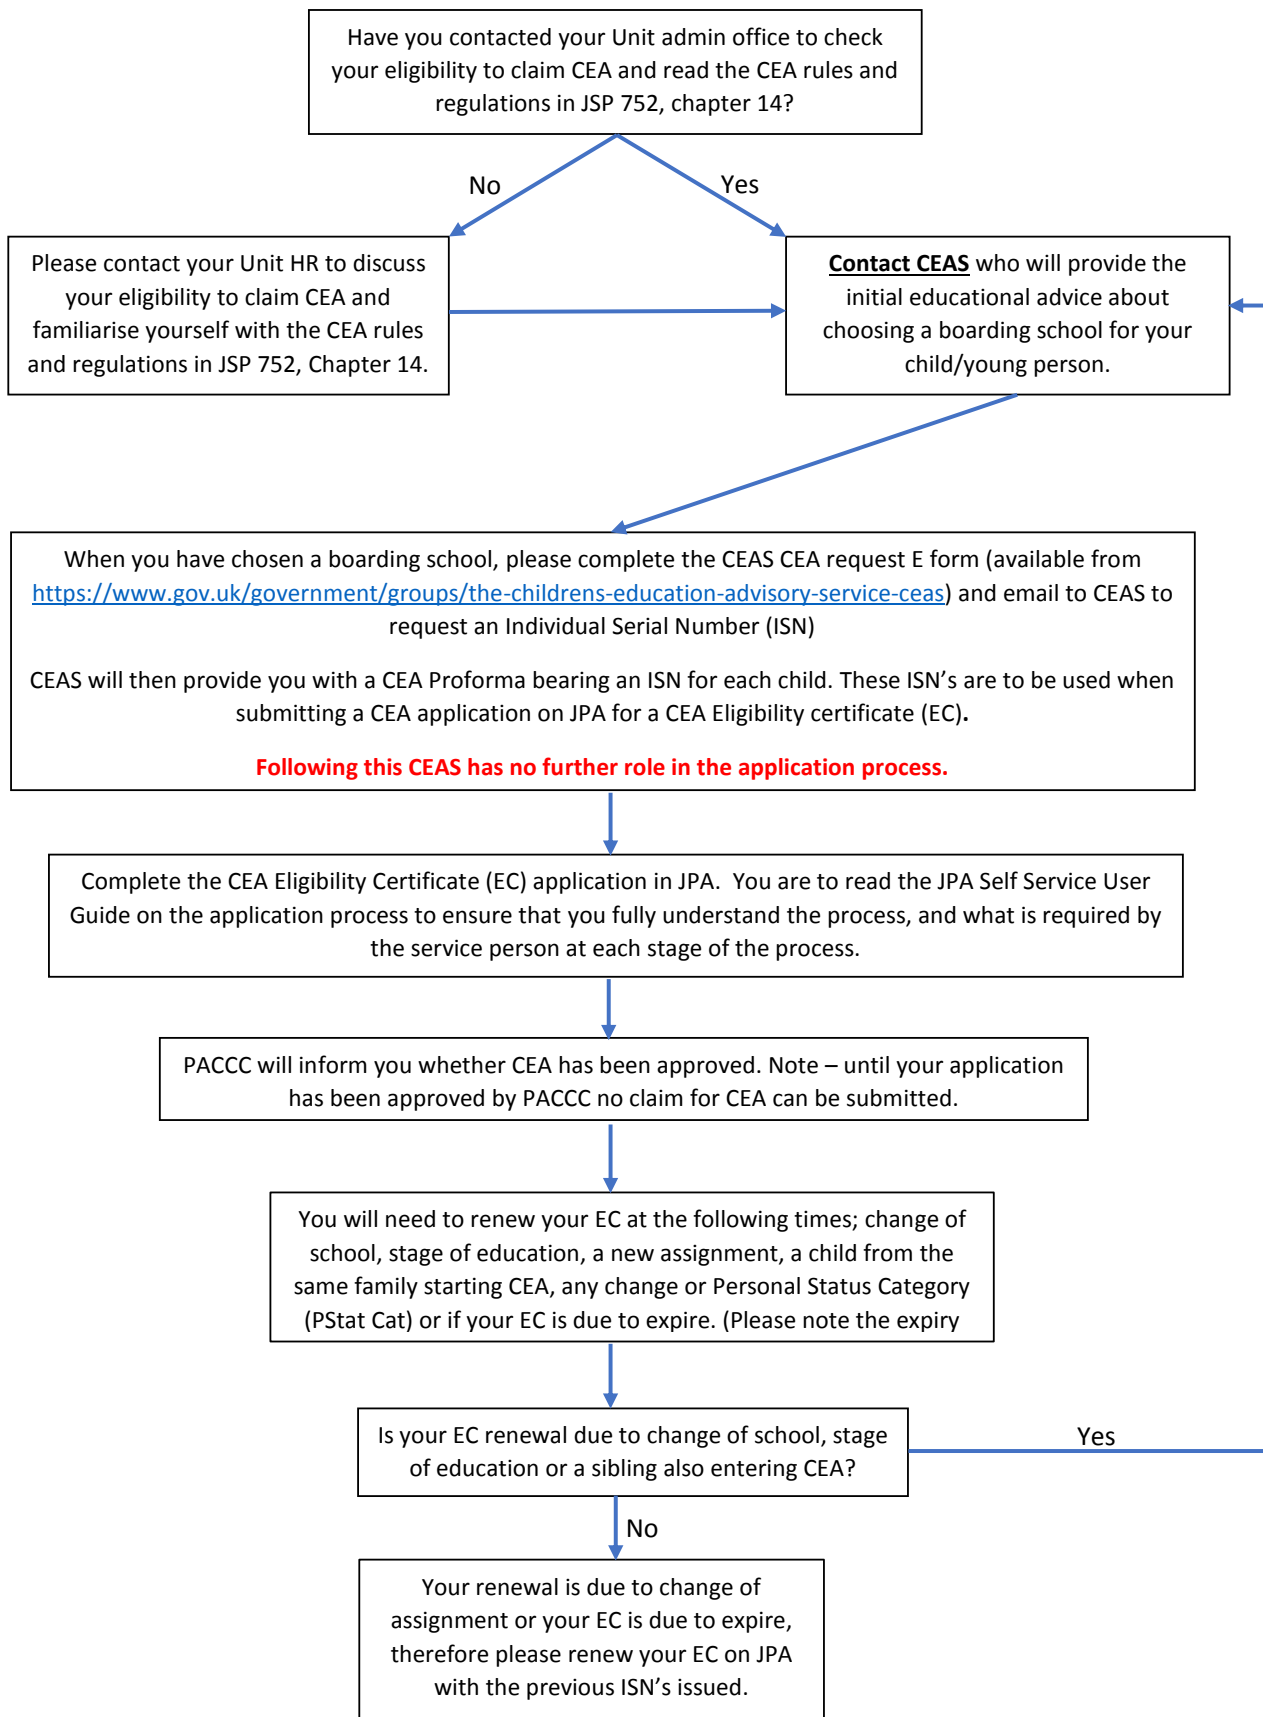 Have you contacted your Unit admin office to check
your eligibility to claim CEA and read the CEA rules and
regulations in JSP 752, chapter 14?
No
Yes
Please contact your Unit HR to discuss
your eligibility to claim CEA and
familiarise yourself with the CEA rules
and regulations in JSP 752, Chapter 14.
Contact CEAS who will provide the
initial educational advice about
choosing a boarding school for your
child/young person.
When you have chosen a boarding school, please complete the CEAS CEA request E form (available from
https://www.gov.uk/government/groups/the-childrens-education-advisory-service-ceas) and email to CEAS to
request an Individual Serial Number (ISN)
CEAS will then provide you with a CEA Proforma bearing an ISN for each child. These ISN’s are to be used when
submitting a CEA application on JPA for a CEA Eligibility certificate (EC).
Following this CEAS has no further role in the application process.
Complete the CEA Eligibility Certificate (EC) application in JPA. You are to read the JPA Self Service User
Guide on the application process to ensure that you fully understand the process, and what is required by
the service person at each stage of the process.
PACCC will inform you whether CEA has been approved. Note – until your application
has been approved by PACCC no claim for CEA can be submitted.
You will need to renew your EC at the following times; change of
school, stage of education, a new assignment, a child from the
same family starting CEA, any change or Personal Status Category
(PStat Cat) or if your EC is due to expire. (Please note the expiry
Is your EC renewal due to change of school, stage
of education or a sibling also entering CEA?
Yes
No
Your renewal is due to change of
assignment or your EC is due to expire,
therefore please renew your EC on JPA
with the previous ISN’s issued.